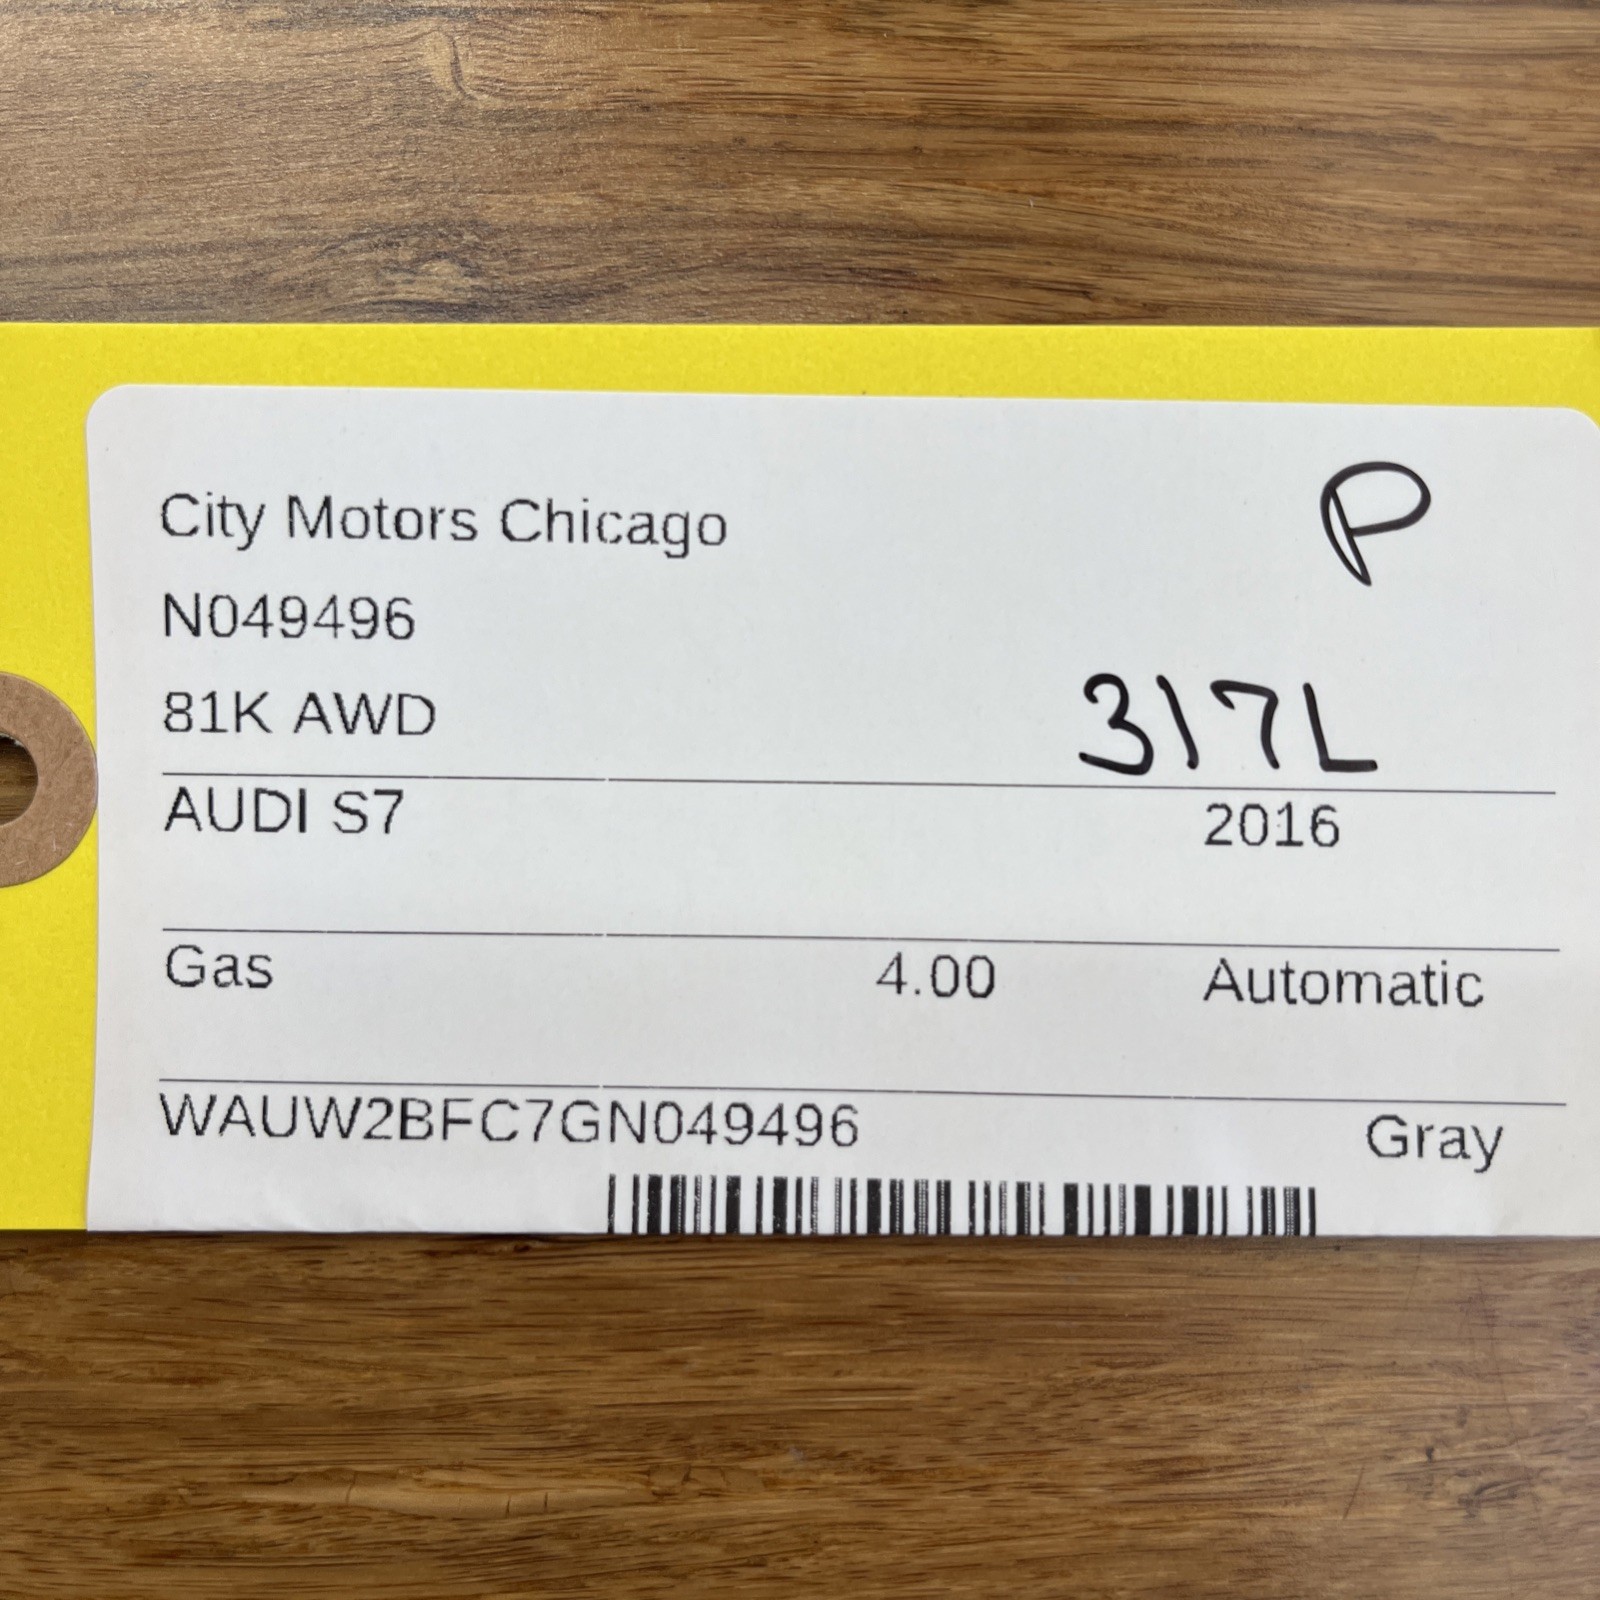 City Motors Chicago
P
N049496
81K AWD
317L
AUDI S7 2016
Gas 4.00 Automatic
WAUW2BFC7GN049496 Gray